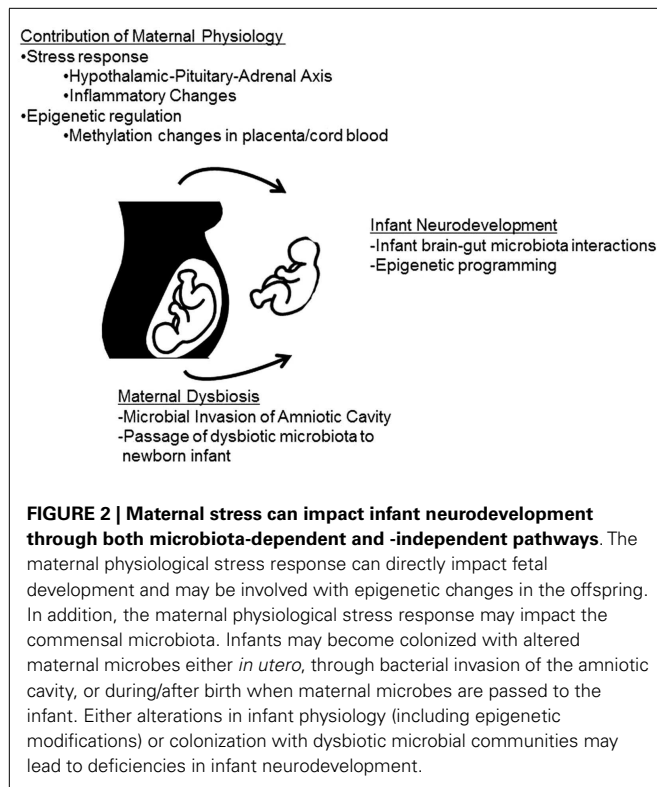 Contribution of Maternal Physiology
•Stress response
•Hypothalamic-Pituitary-Adrenal Axis
•Inflammatory Changes
•Epigenetic regulation
•Methylation changes in placenta/cord blood
Infant Neurodevelopment
-Infant brain-gut microbiota interactions
-Epigenetic programming
Maternal Dysbiosis
-Microbial Invasion of Amniotic Cavity
-Passage of dysbiotic microbiota to
newborn infant
FIGURE 2 | Maternal stress can impact infant neurodevelopment
through both microbiota-dependent and -independent pathways. The
maternal physiological stress response can directly impact fetal
development and may be involved with epigenetic changes in the offspring.
In addition, the maternal physiological stress response may impact the
commensal microbiota. Infants may become colonized with altered
maternal microbes either in utero, through bacterial invasion of the amniotic
cavity, or during/after birth when maternal microbes are passed to the
infant. Either alterations in infant physiology (including epigenetic
modifications) or colonization with dysbiotic microbial communities may
lead to deficiencies in infant neurodevelopment.